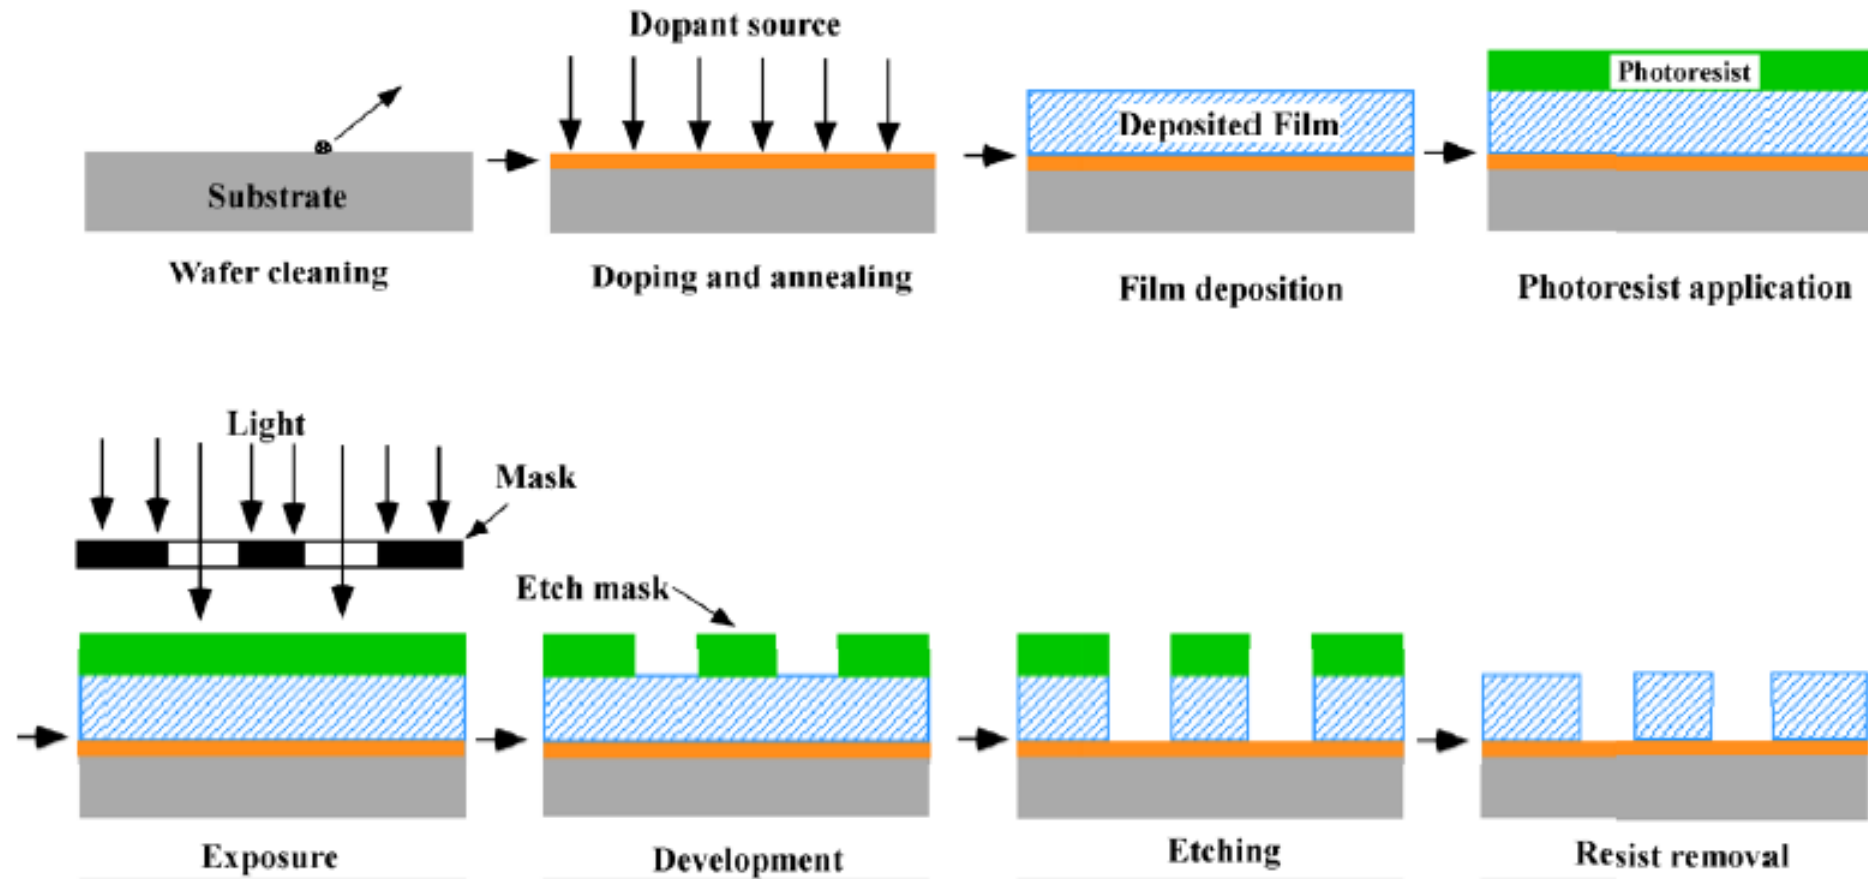 Dopant source
Substrate
Deposited Film
Photoresist
Wafer cleaning
Doping and annealing
Film deposition
Photoresist application
Light
Mask
Etch mask
Exposure
Development
Etching
Resist removal